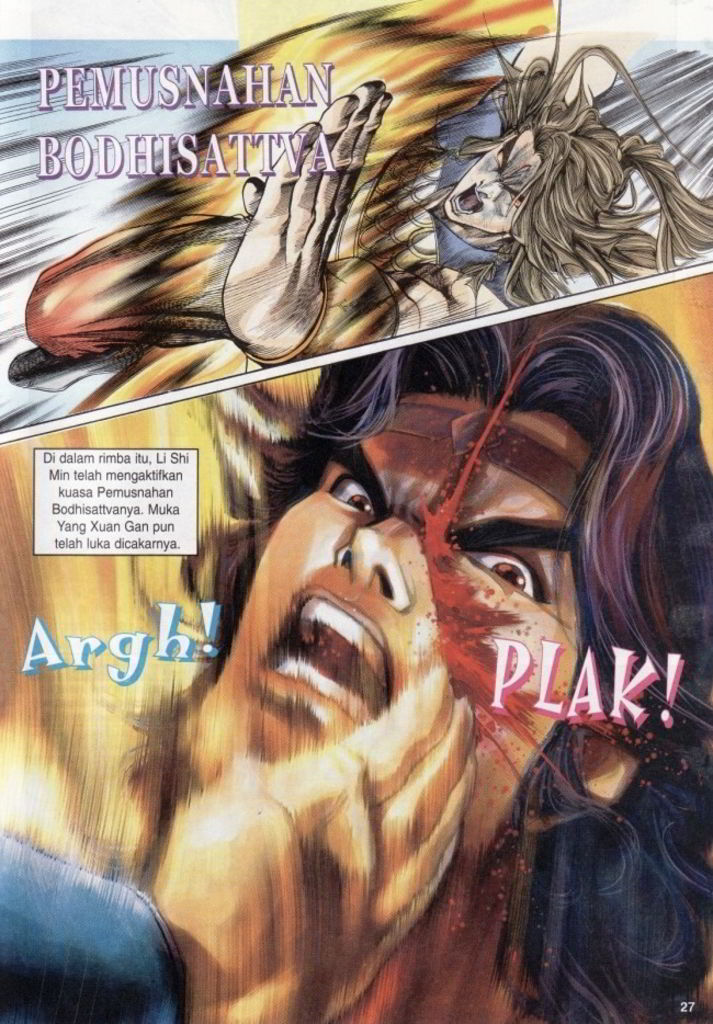 PEMUSNAHAN
BODHISATTVA
Di dalam rimba itu, Li Shi
Min telah mengaktifkan
kuasa Pemusnahan
Bodhisattvanya. Muka
Yang Xuan Gan pun
telah luka dicakarnya.
Argh!
PLAK!
27